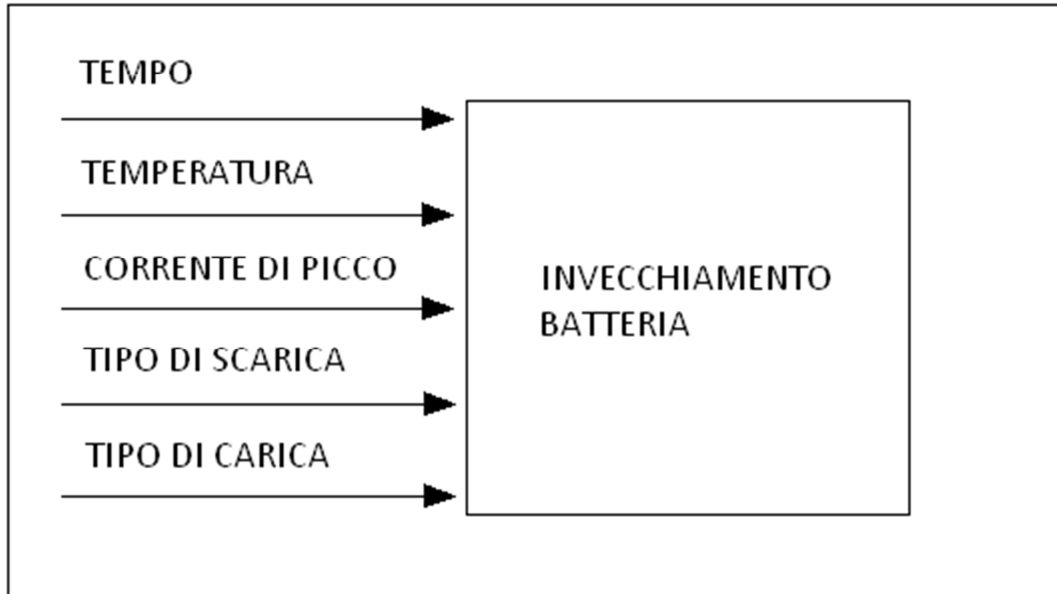 TEMPO
TEMPERATURA
CORRENTE DI PICCO
TIPO DI SCARICA
TIPO DI CARICA
INVECCHIAMENTO
BATTERIA